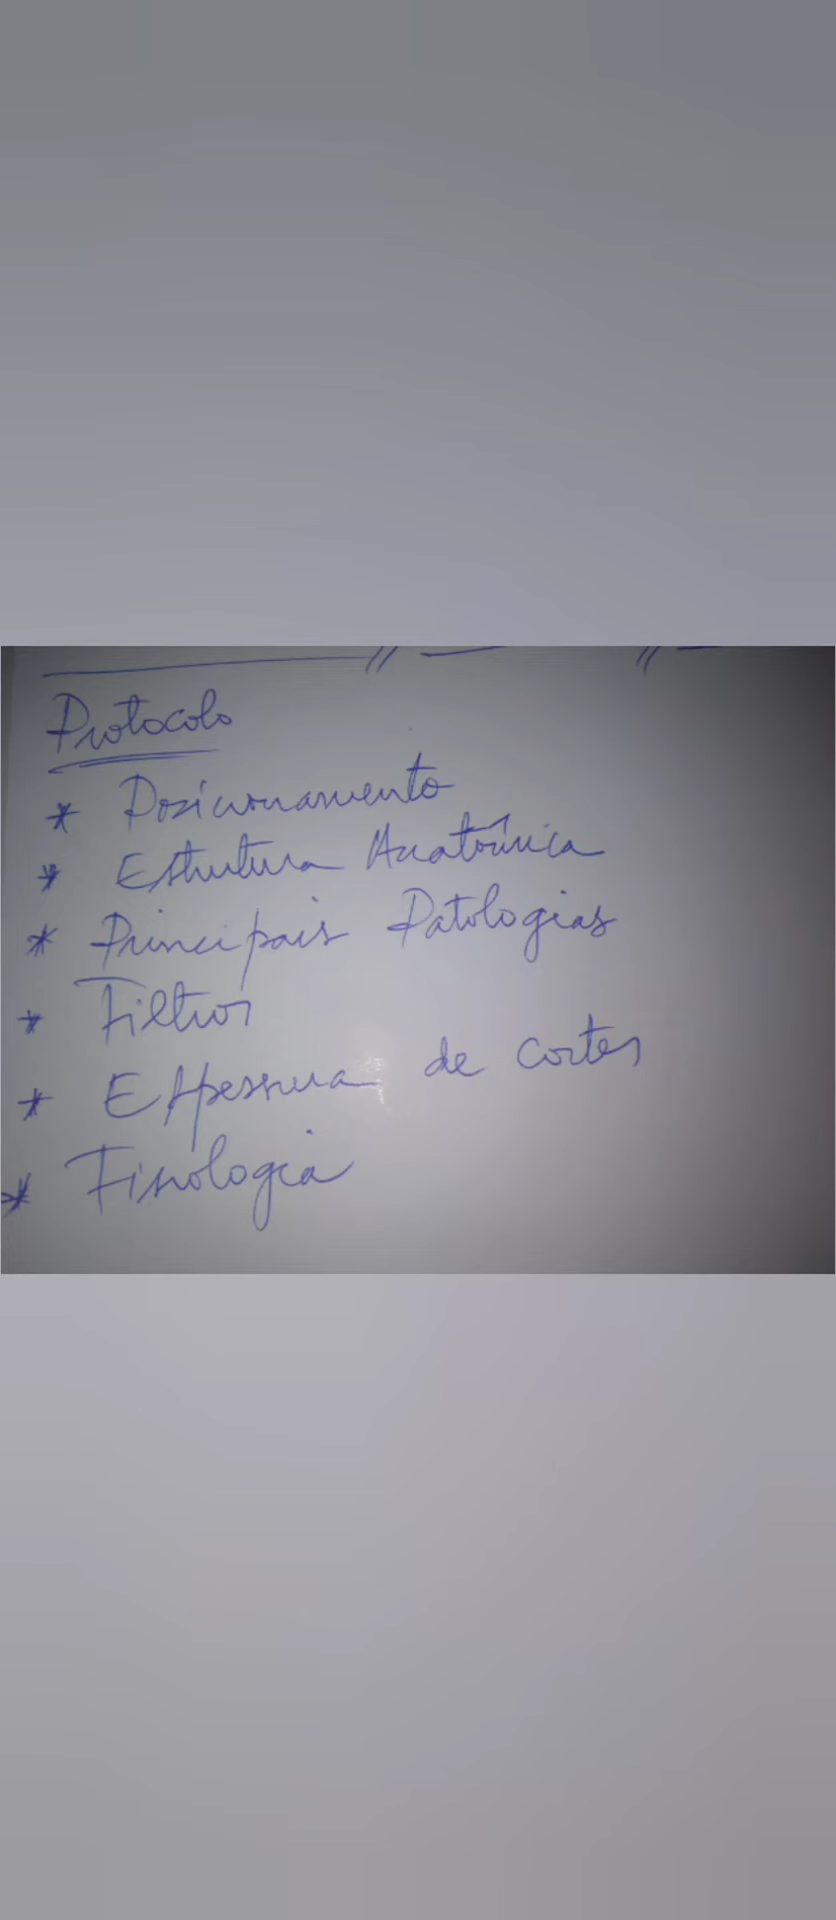 Protocolo
* Posicionamento
* Estrutura Anatômica
* Principais Patologias
* Filtros
* Espessura de cortes
* Fisiologia